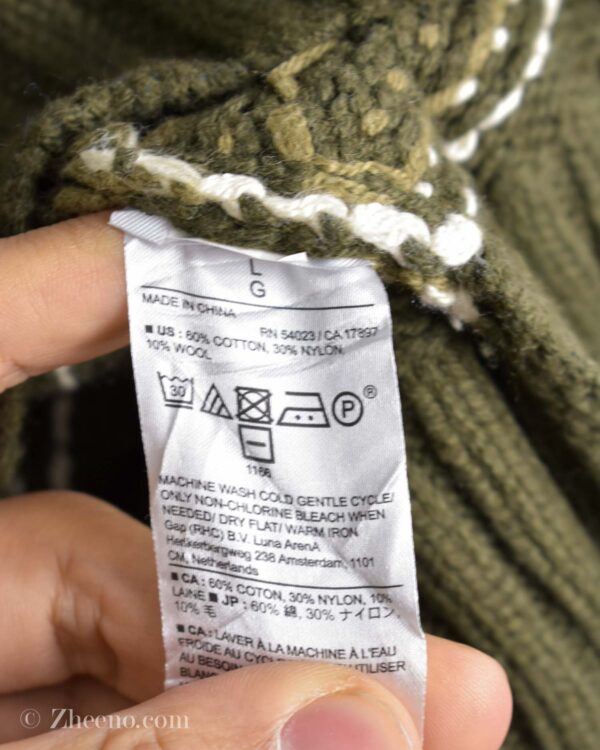 L
G
MADE IN CHINA
■ US : 60% COTTON, 30% NYLON, RN 54023 / CA 17897
10% WOOL
30 P ®
1166
MACHINE WASH COLD GENTLE CYCLE/
ONLY NON-CHLORINE BLEACH WHEN
NEEDED/ DRY FLAT/ WARM IRON
Gap (RHC) B.V. Luna ArenA
Herikerbergweg 238 Amsterdam, 1101
CM, Netherlands
■ CA : 60% COTON, 30% NYLON, 10%
LAINE ■ JP : 60% 綿, 30% ナイロン,
10% 毛
■ CA : LAVER À LA MACHINE À L'EAU
FROIDE AU CYCLE UTILISER
AU BESOIN
© Zheeno.com